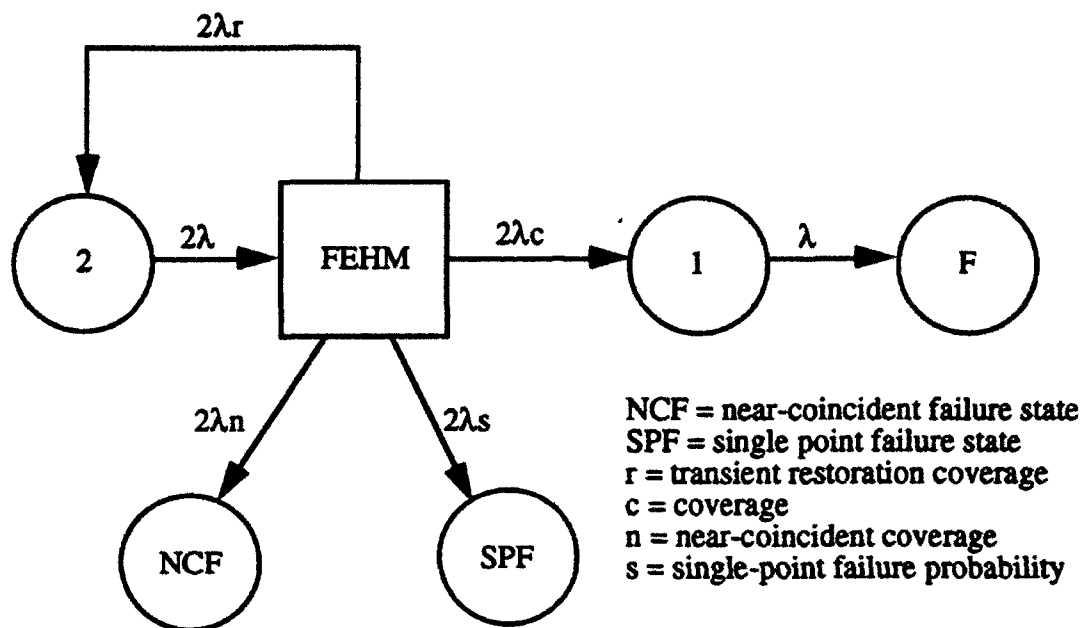 2λr
2
2λ
FEHM
2λc
1
λ
F
2λn
2λs
NCF
SPF
NCF = near-coincident failure state
SPF = single point failure state
r = transient restoration coverage
c = coverage
n = near-coincident coverage
s = single-point failure probability